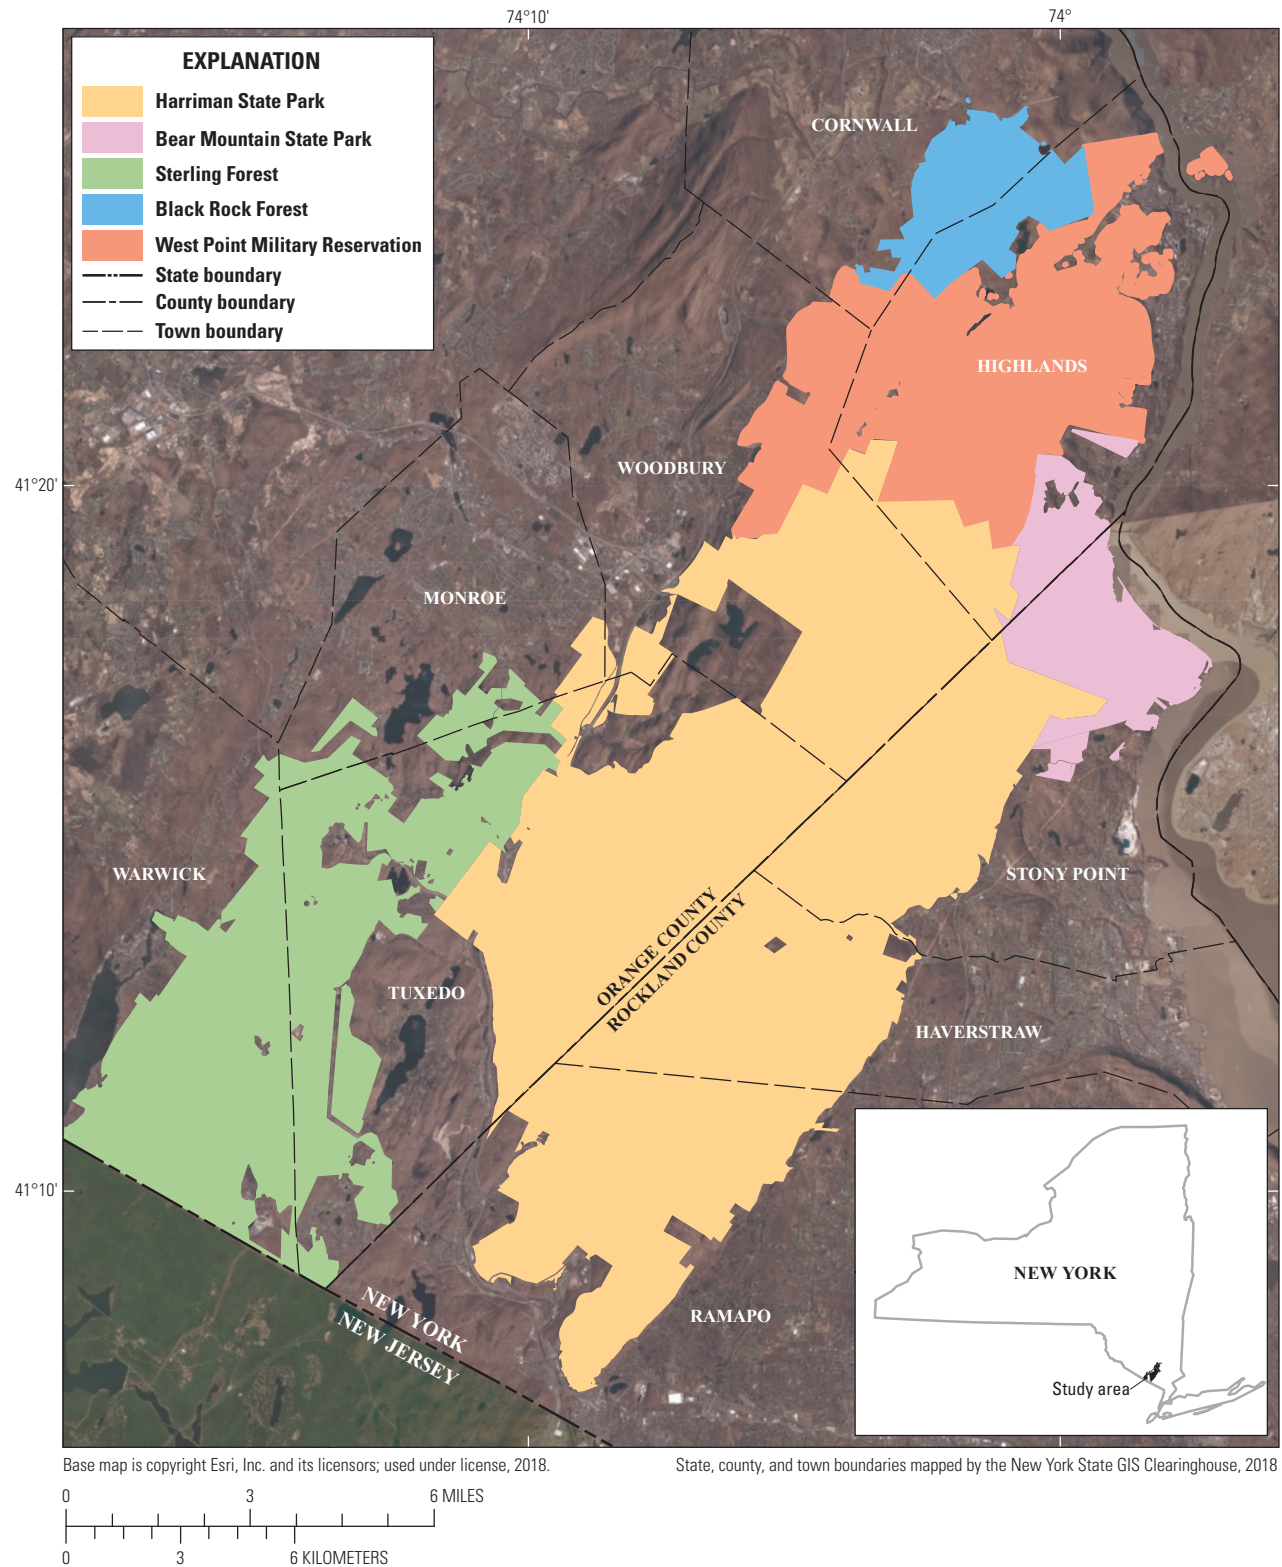 74°10'
74°
EXPLANATION
Harriman State Park
Bear Mountain State Park
Sterling Forest
Black Rock Forest
West Point Military Reservation
State boundary
County boundary
Town boundary
CORNWALL
HIGHLANDS
WOODBURY
41°20'
MONROE
WARWICK
STONY POINT
ORANGE COUNTY
ROCKLAND COUNTY
TUXEDO
HAVERSTRAW
41°10'
NEW YORK
NEW JERSEY
RAMAPO
NEW YORK
Study area
Base map is copyright Esri, Inc. and its licensors; used under license, 2018.
State, county, and town boundaries mapped by the New York State GIS Clearinghouse, 2018
0 3 6 MILES
0 3 6 KILOMETERS